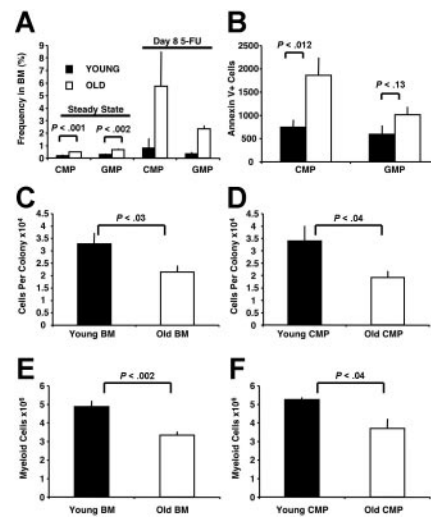 A
Day 8 5-FU
Frequency in BM (%)
9
8
7
6
5
4
3
2
1
0
YOUNG
OLD
Steady State
P < .001
P < .002
CMP
GMP
CMP
GMP
B
Annexin V+ Cells
2500
2000
1500
1000
500
0
P < .012
P < .13
CMP
GMP
C
Cells Per Colony x10⁴
4.5
4
3.5
3
2.5
2
1.5
1
0.5
0
P < .03
Young BM
Old BM
D
Cells Per Colony x10⁴
4.5
4
3.5
3
2.5
2
1.5
1
0.5
0
P < .04
Young CMP
Old CMP
E
Myeloid Cells x10⁶
6
5
4
3
2
1
0
P < .002
Young BM
Old BM
F
Myeloid Cells x10⁶
6
5
4
3
2
1
0
P < .04
Young CMP
Old CMP